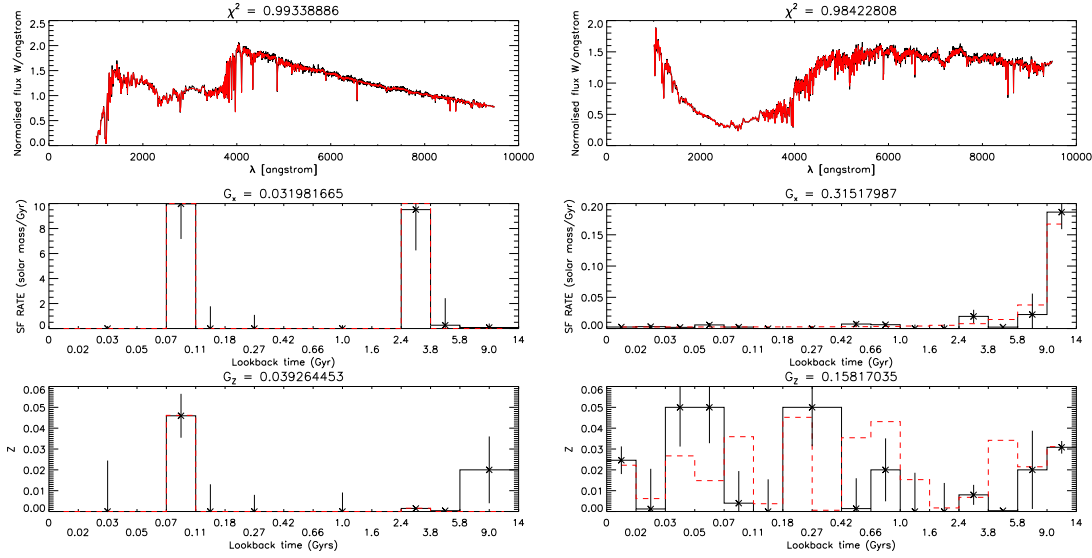 χ² = 0.99338886
Normalised flux W/angstrom
2.5
2.0
1.5
1.0
0.5
0.0
0 2000 4000 6000 8000 10000
λ [angstrom]
χ² = 0.98422808
Normalised flux W/angstrom
2.0
1.5
1.0
0.5
0.0
0 2000 4000 6000 8000 10000
λ [angstrom]
Gₓ = 0.031981665
SF RATE (solar mass/Gyr)
10
8
6
4
2
0
0 0.03 0.07 0.18 0.42 1.0 2.4 5.8 14
0.02 0.11 0.27 0.66 1.6 3.8 9.0
Lookback time (Gyr)
Gₓ = 0.31517987
SF RATE (solar mass/Gyr)
0.20
0.15
0.10
0.05
0.00
0 0.03 0.07 0.18 0.42 1.0 2.4 5.8 14
0.02 0.11 0.27 0.66 1.6 3.8 9.0
Lookback time (Gyr)
G_Z = 0.039264453
Z
0.06
0.05
0.04
0.03
0.02
0.01
0.00
0 0.03 0.07 0.18 0.42 1.0 2.4 5.8 14
0.02 0.11 0.27 0.66 1.6 3.8 9.0
Lookback time (Gyrs)
G_Z = 0.15817035
Z
0.06
0.05
0.04
0.03
0.02
0.01
0.00
0 0.03 0.07 0.18 0.42 1.0 2.4 5.8 14
0.02 0.11 0.27 0.66 1.6 3.8 9.0
Lookback time (Gyrs)